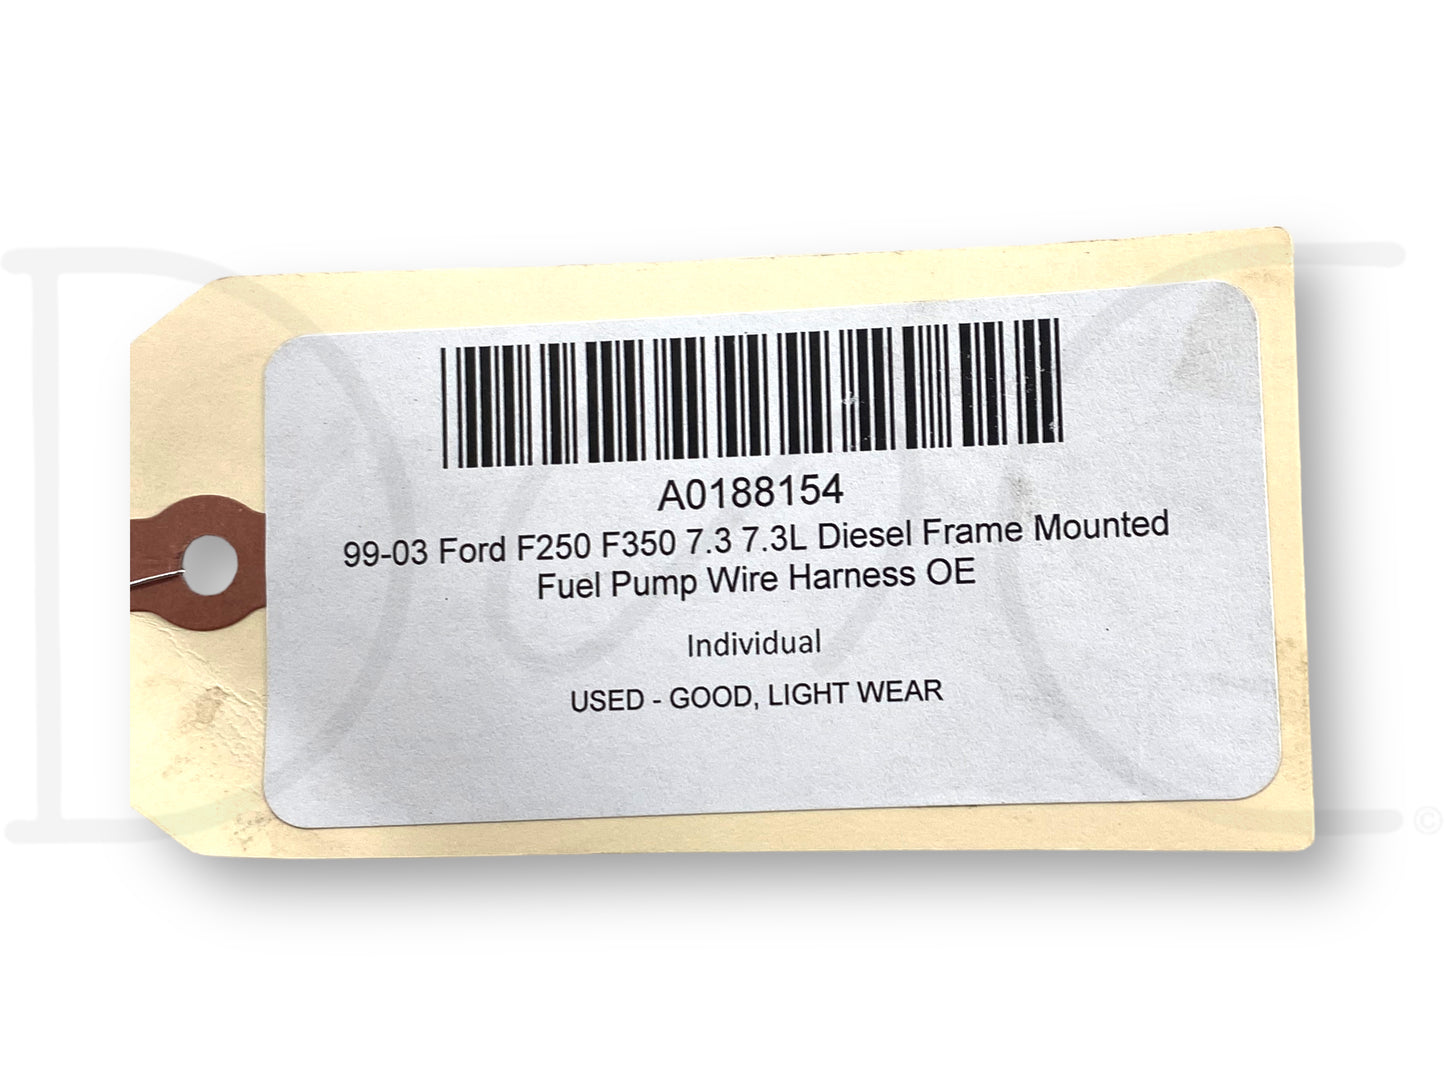 A0188154
99-03 Ford F250 F350 7.3 7.3L Diesel Frame Mounted
Fuel Pump Wire Harness OE
Individual
USED - GOOD, LIGHT WEAR